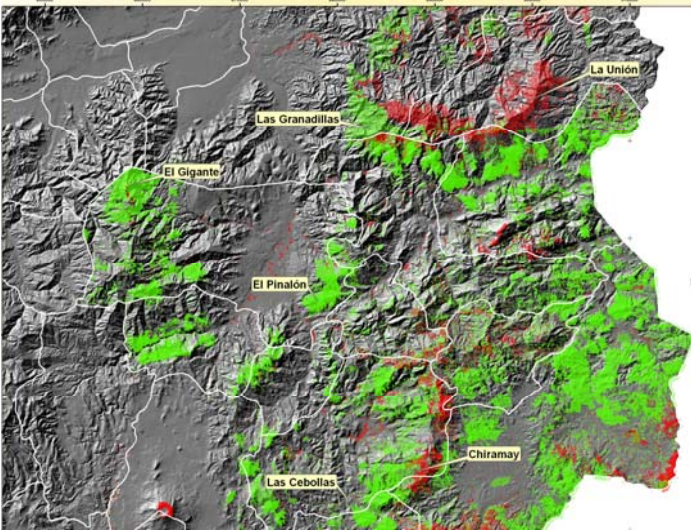 La Unión
Las Granadillas
El Gigante
El Pinalón
Chiramay
Las Cebollas